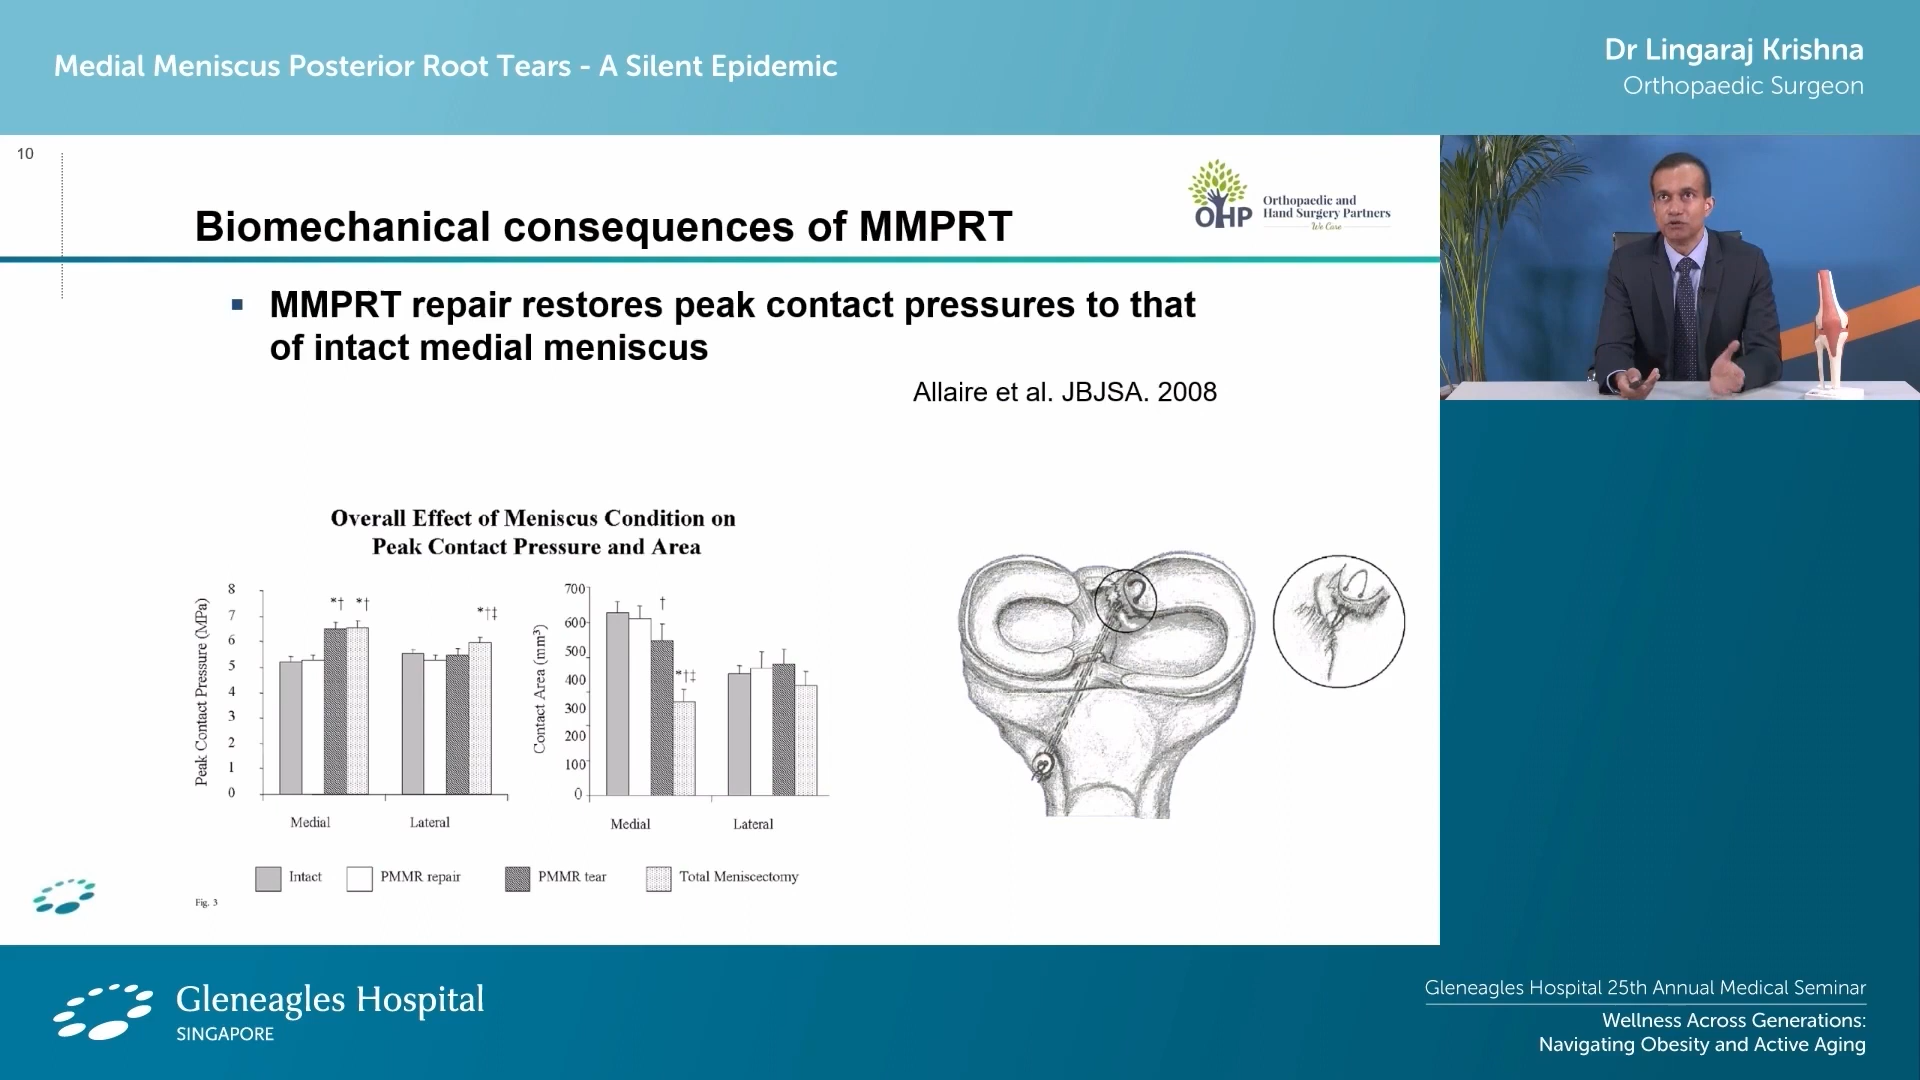 Medial Meniscus Posterior Root Tears - A Silent Epidemic
Dr Lingaraj Krishna
Orthopaedic Surgeon
10
Biomechanical consequences of MMPRT
OHP
Orthopaedic and
Hand Surgery Partners
We Care
▪ MMPRT repair restores peak contact pressures to that
of intact medial meniscus
Allaire et al. JBJSA. 2008
Overall Effect of Meniscus Condition on
Peak Contact Pressure and Area
Peak Contact Pressure (MPa)
8
7
6
5
4
3
2
1
0
*† *†
*†‡
Medial
Lateral
Contact Area (mm³)
700
600
500
400
300
200
100
0
†
*†‡
Medial
Lateral
Intact
PMMR repair
PMMR tear
Total Meniscectomy
Fig. 3
Gleneagles Hospital
SINGAPORE
Gleneagles Hospital 25th Annual Medical Seminar
Wellness Across Generations:
Navigating Obesity and Active Aging